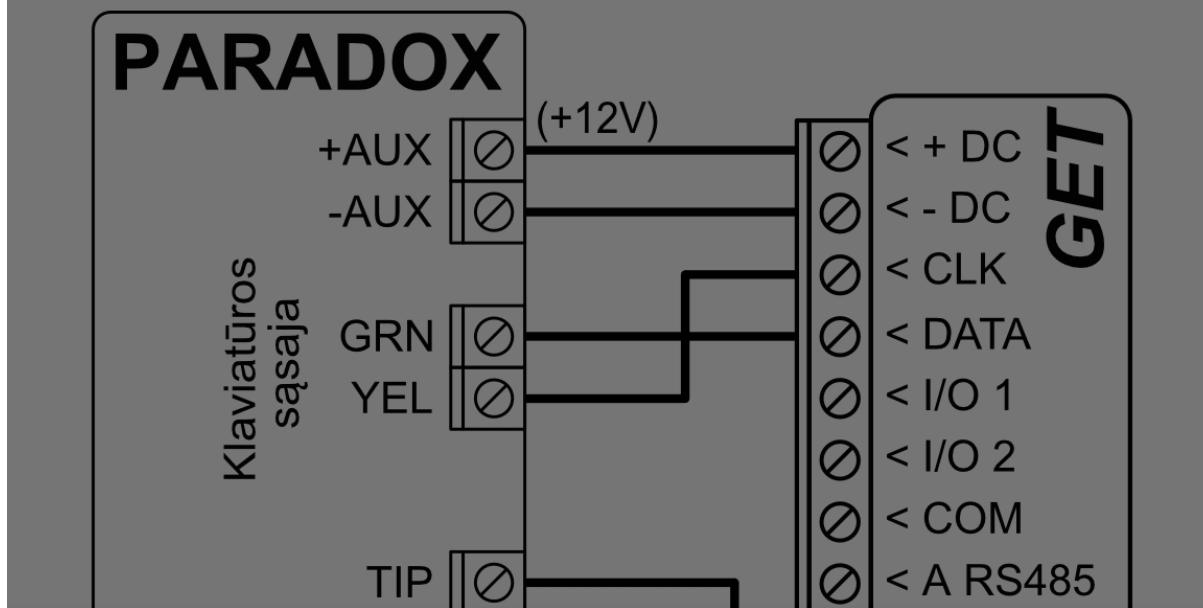 PARADOX
(+12V)
+AUX
-AUX
Klaviatūros
sąsaja
GRN
YEL
TIP
GET
< + DC
< - DC
< CLK
< DATA
< I/O 1
< I/O 2
< COM
< A RS485